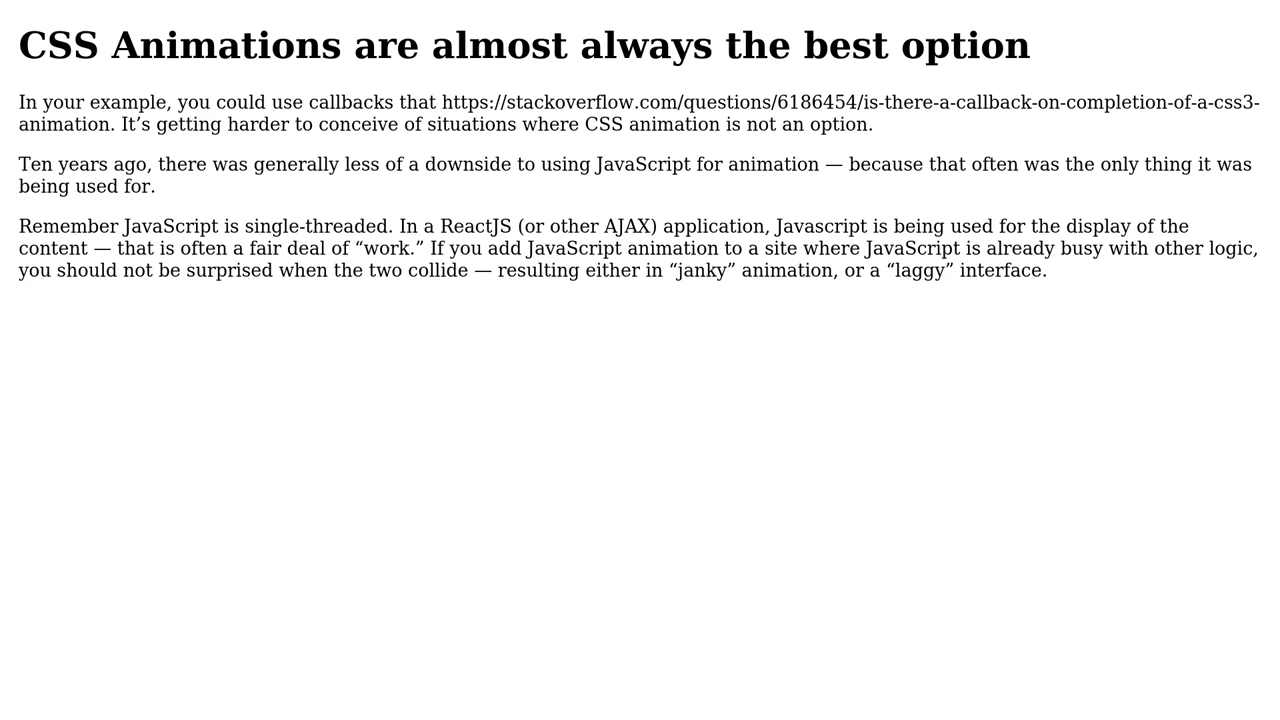 CSS Animations are almost always the best option
In your example, you could use callbacks that https://stackoverflow.com/questions/6186454/is-there-a-callback-on-completion-of-a-css3-
animation. It’s getting harder to conceive of situations where CSS animation is not an option.
Ten years ago, there was generally less of a downside to using JavaScript for animation — because that often was the only thing it was
being used for.
Remember JavaScript is single-threaded. In a ReactJS (or other AJAX) application, Javascript is being used for the display of the
content — that is often a fair deal of “work.” If you add JavaScript animation to a site where JavaScript is already busy with other logic,
you should not be surprised when the two collide — resulting either in “janky” animation, or a “laggy” interface.